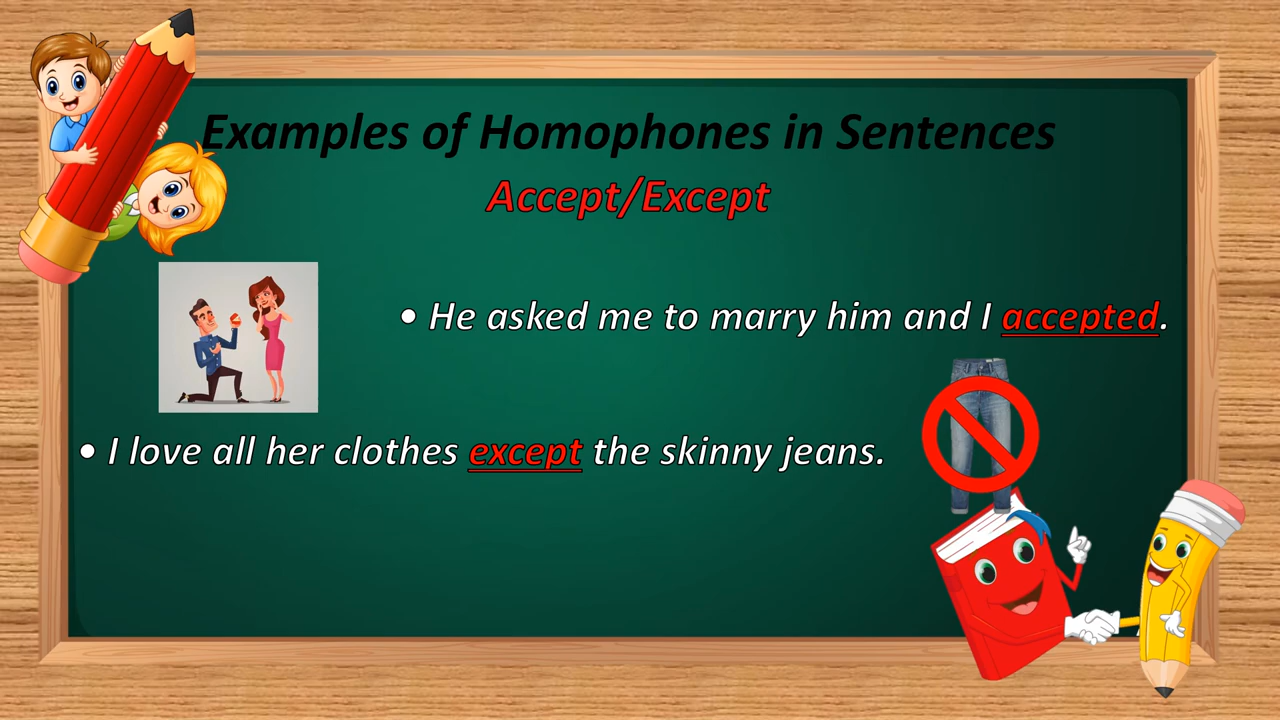 Examples of Homophones in Sentences
Accept/Except
• He asked me to marry him and I accepted.
• I love all her clothes except the skinny jeans.